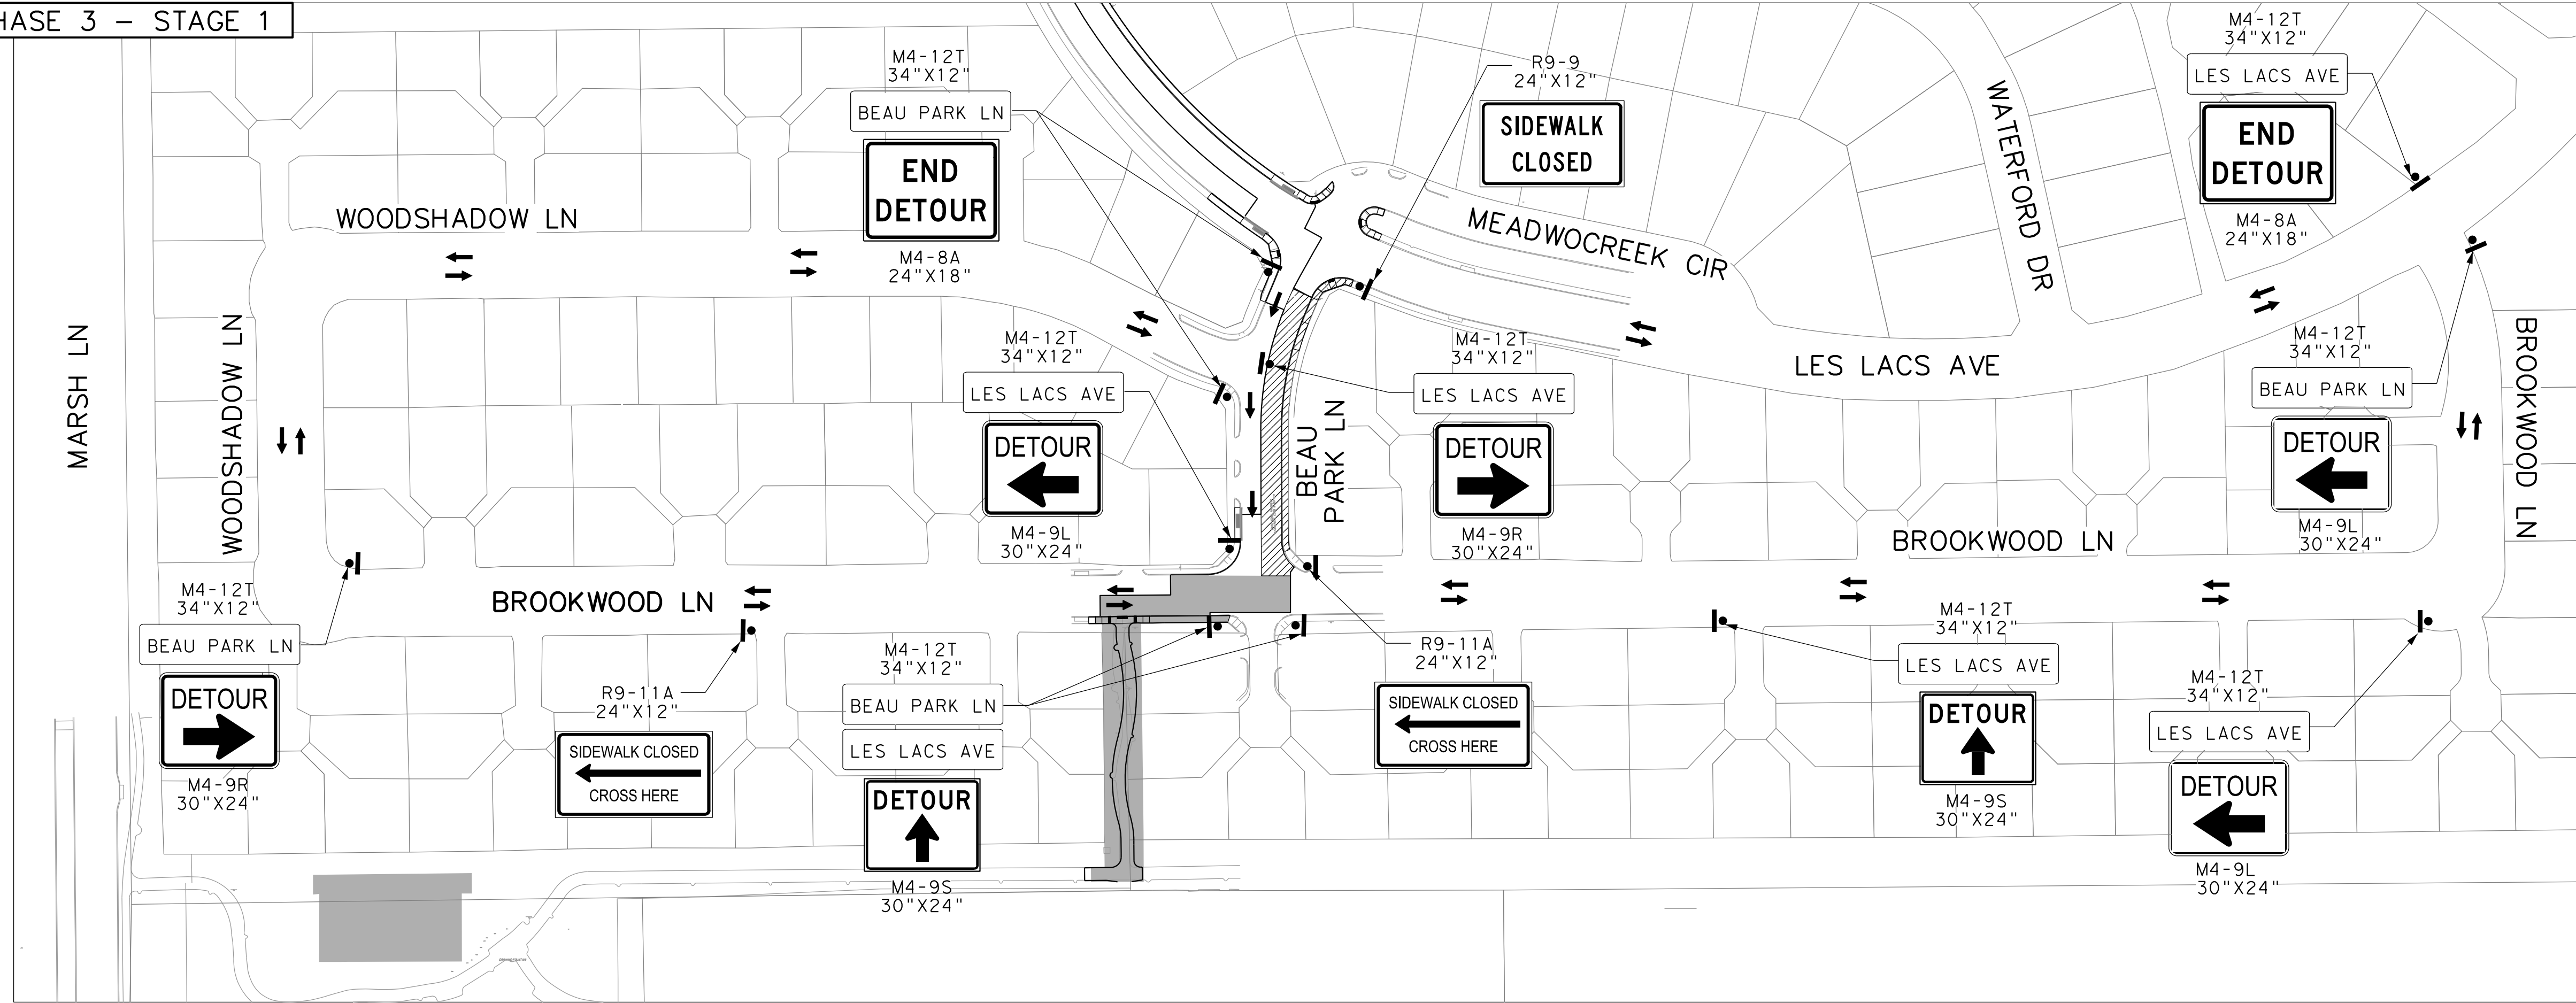 HASE 3 – STAGE 1
M4-12T
34"X12"
BEAU PARK LN
END
DETOUR
M4-8A
24"X18"
R9-9
24"X12"
SIDEWALK
CLOSED
M4-12T
34"X12"
LES LACS AVE
END
DETOUR
M4-8A
24"X18"
WATERFORD DR
WOODSHADOW LN
MEADWOCREEK CIR
MARSH LN
WOODSHADOW LN
M4-12T
34"X12"
LES LACS AVE
DETOUR
M4-9L
30"X24"
BEAU
PARK LN
M4-12T
34"X12"
LES LACS AVE
DETOUR
M4-9R
30"X24"
LES LACS AVE
M4-12T
34"X12"
BEAU PARK LN
DETOUR
M4-9L
30"X24"
BROOKWOOD LN
BROOKWOOD LN
BROOKWOOD LN
M4-12T
34"X12"
BEAU PARK LN
DETOUR
M4-9R
30"X24"
R9-11A
24"X12"
SIDEWALK CLOSED
CROSS HERE
M4-12T
34"X12"
BEAU PARK LN
LES LACS AVE
DETOUR
M4-9S
30"X24"
R9-11A
24"X12"
SIDEWALK CLOSED
CROSS HERE
M4-12T
34"X12"
LES LACS AVE
DETOUR
M4-9S
30"X24"
M4-12T
34"X12"
LES LACS AVE
DETOUR
M4-9L
30"X24"